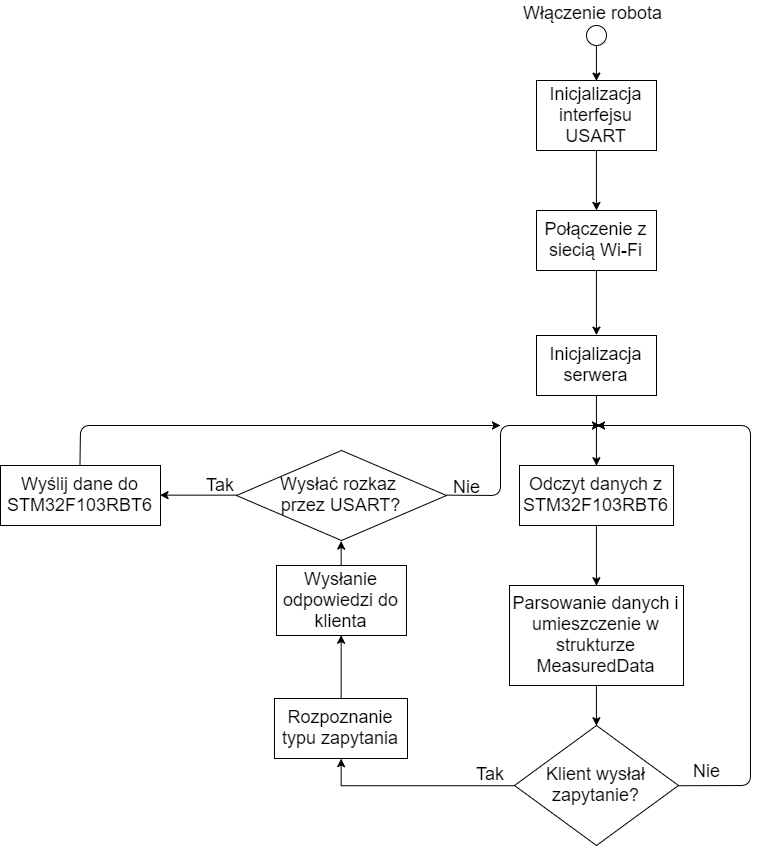 Włączenie robota
Inicjalizacja
interfejsu
USART
Połączenie z
siecią Wi-Fi
Inicjalizacja
serwera
Odczyt danych z
STM32F103RBT6
Parsowanie danych i
umieszczenie w
strukturze
MeasuredData
Klient wysłał
zapytanie?
Nie
Tak
Rozpoznanie
typu zapytania
Wysłanie
odpowiedzi do
klienta
Wysłać rozkaz
przez USART?
Nie
Tak
Wyślij dane do
STM32F103RBT6